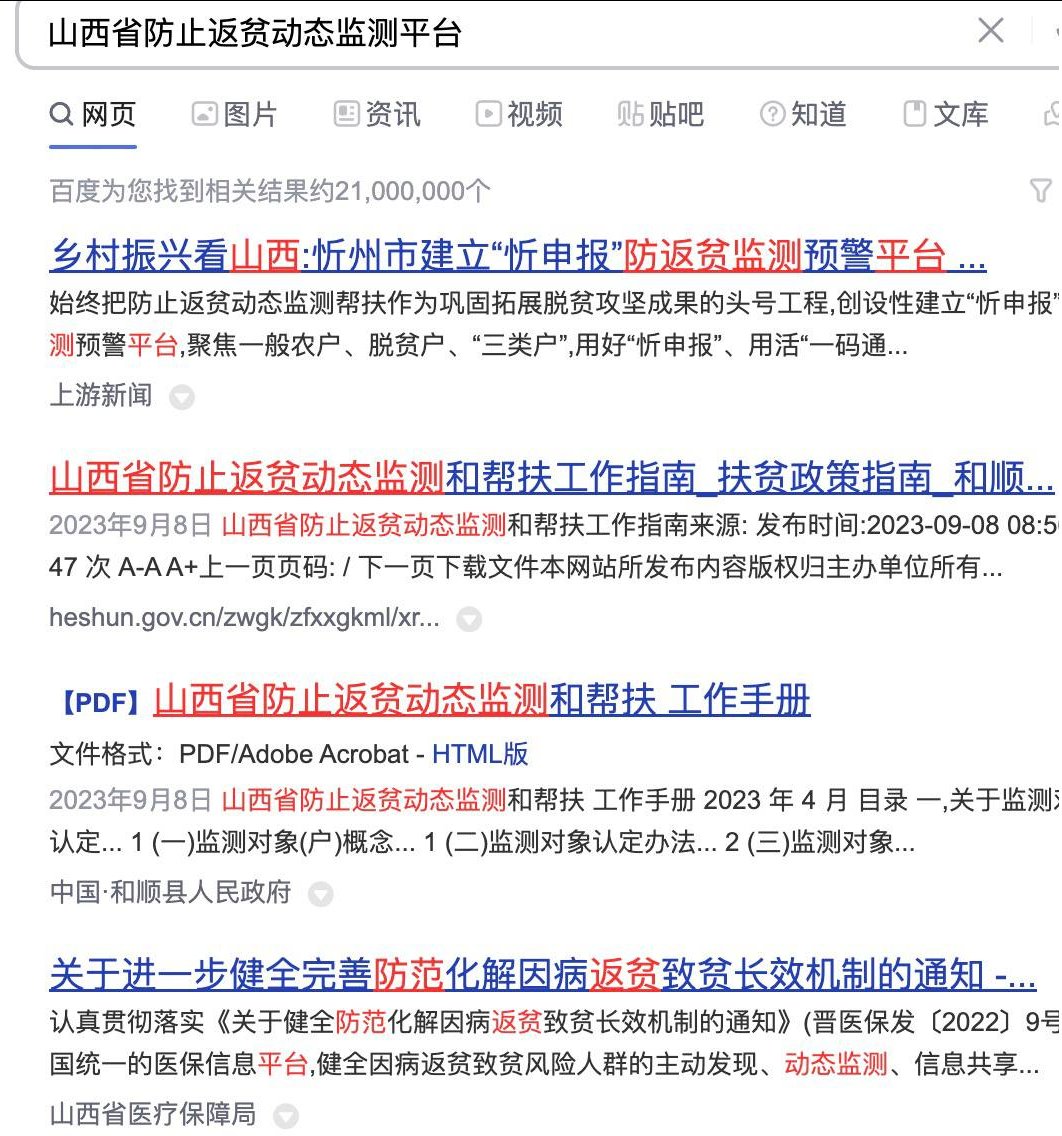 山西省防止返贫动态监测平台
网页 图片 资讯 视频 贴吧 知道 文库
百度为您找到相关结果约21,000,000个
乡村振兴看山西:忻州市建立“忻申报”防返贫监测预警平台 ...
始终把防止返贫动态监测帮扶作为巩固拓展脱贫攻坚成果的头号工程,创设性建立“忻申报”
测预警平台,聚焦一般农户、脱贫户、“三类户”,用好“忻申报”、用活“一码通...
上游新闻
山西省防止返贫动态监测和帮扶工作指南_扶贫政策指南_和顺...
2023年9月8日 山西省防止返贫动态监测和帮扶工作指南来源: 发布时间:2023-09-08 08:5
47 次 A-A A+上一页页码: / 下一页下载文件本网站所发布内容版权归主办单位所有...
heshun.gov.cn/zwgk/zfxxgkml/xr...
【PDF】山西省防止返贫动态监测和帮扶 工作手册
文件格式：PDF/Adobe Acrobat - HTML版
2023年9月8日 山西省防止返贫动态监测和帮扶 工作手册 2023 年 4 月 目录 一,关于监测
认定... 1 (一)监测对象(户)概念... 1 (二)监测对象认定办法... 2 (三)监测对象...
中国·和顺县人民政府
关于进一步健全完善防范化解因病返贫致贫长效机制的通知 -...
认真贯彻落实《关于健全防范化解因病返贫致贫长效机制的通知》(晋医保发〔2022〕9号
国统一的医保信息平台,健全因病返贫致贫风险人群的主动发现、动态监测、信息共享...
山西省医疗保障局